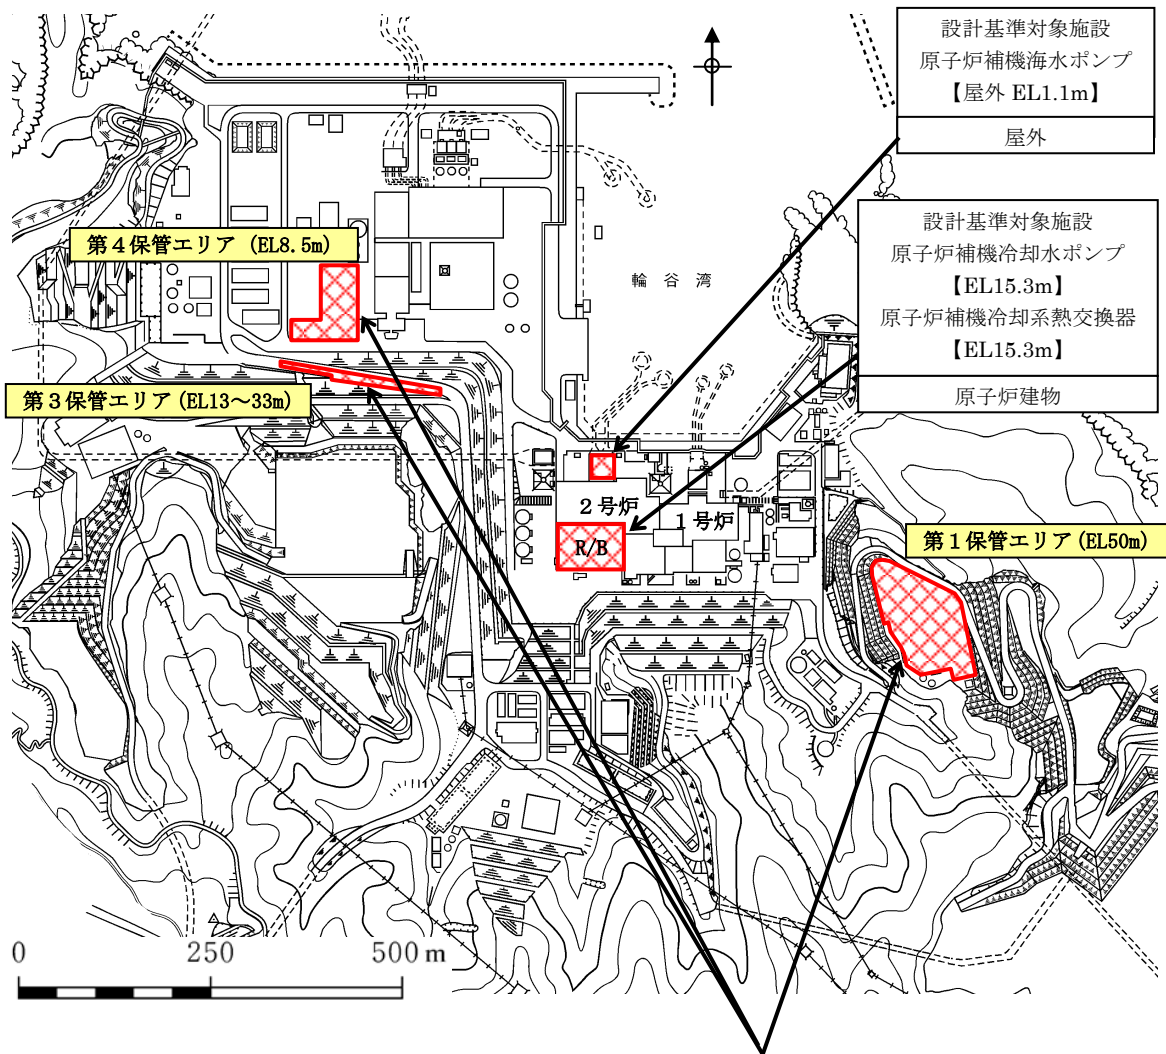 設計基準対象施設
原子炉補機海水ポンプ
【屋外 EL1.1m】
屋外
設計基準対象施設
原子炉補機冷却水ポンプ
【EL15.3m】
原子炉補機冷却系熱交換器
【EL15.3m】
原子炉建物
第４保管エリア (EL8.5m)
輪谷湾
第３保管エリア (EL13～33m)
２号炉
１号炉
R/B
第１保管エリア (EL50m)
0 250 500 m